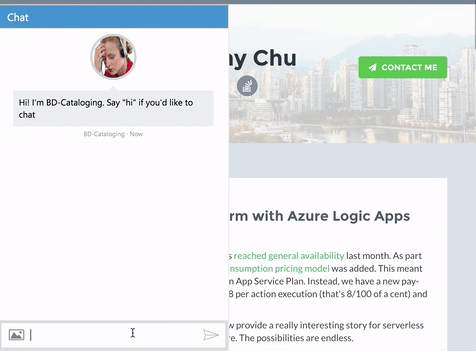 Chat
Hi! I'm BD-Cataloging. Say "hi" if you'd like to
chat
BD-Cataloging - Now
y Chu
CONTACT ME
rm with Azure Logic Apps
s reached general availability last month. As part
nsumption pricing model was added. This meant
n App Service Plan. Instead, we have a new pay-
8 per action execution (that's 8/100 of a cent) and
w provide a really interesting story for serverless
e. The possibilities are endless.